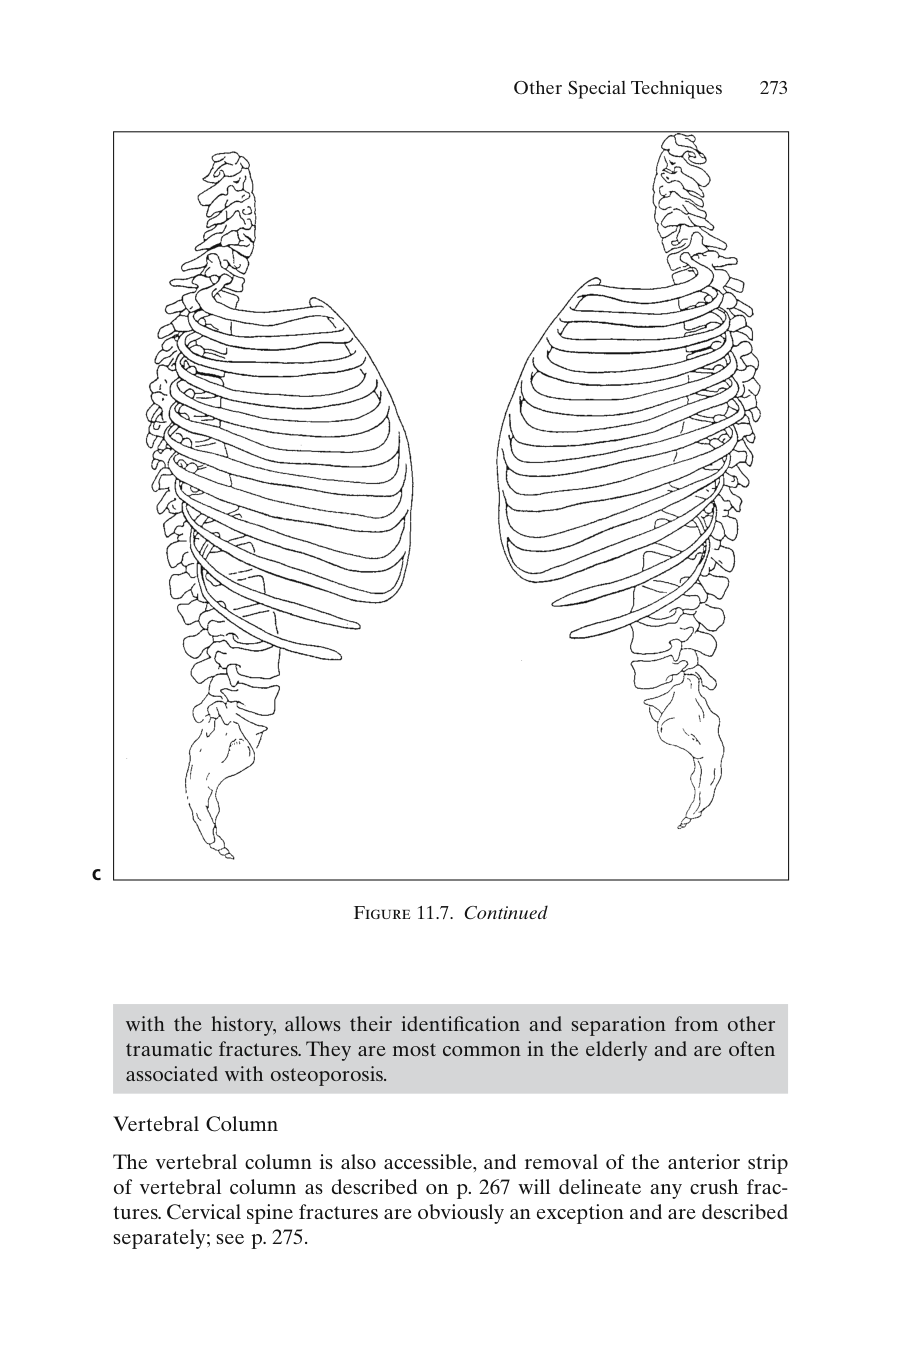 Other Special Techniques 273
C
Figure 11.7. Continued
with the history, allows their identification and separation from other
traumatic fractures. They are most common in the elderly and are often
associated with osteoporosis.
Vertebral Column
The vertebral column is also accessible, and removal of the anterior strip
of vertebral column as described on p. 267 will delineate any crush frac-
tures. Cervical spine fractures are obviously an exception and are described
separately; see p. 275.